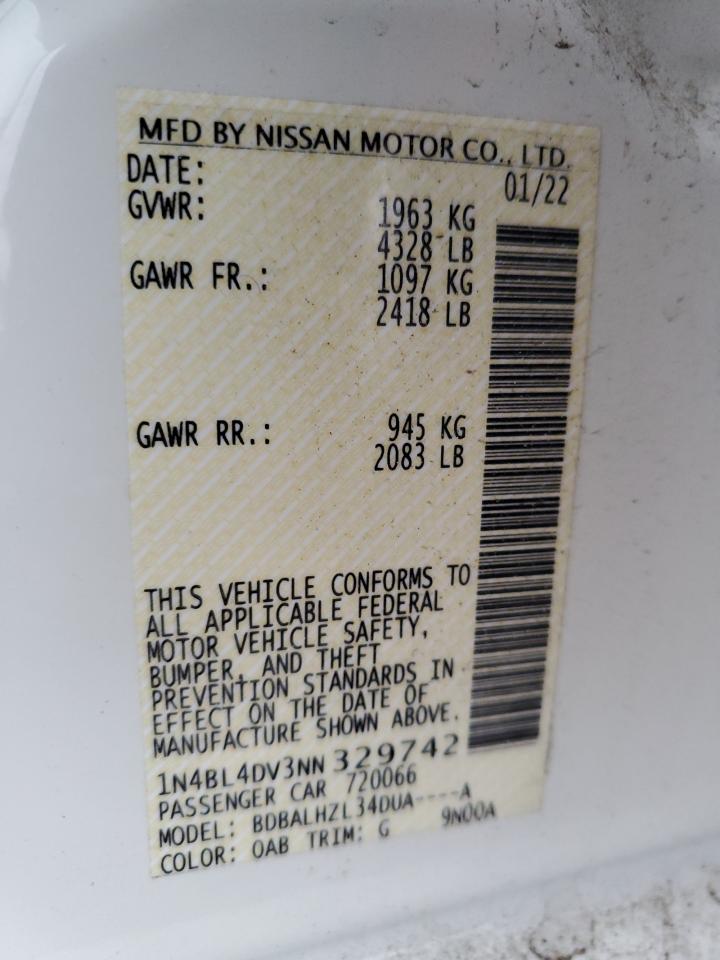 MFD BY NISSAN MOTOR CO., LTD.
DATE: 01/22
GVWR: 1963 KG
4328 LB
GAWR FR.: 1097 KG
2418 LB
GAWR RR.: 945 KG
2083 LB
THIS VEHICLE CONFORMS TO
ALL APPLICABLE FEDERAL
MOTOR VEHICLE SAFETY,
BUMPER, AND THEFT
PREVENTION STANDARDS IN
EFFECT ON THE DATE OF
MANUFACTURE SHOWN ABOVE.
1N4BL4DV3NN 329742
PASSENGER CAR 720066
MODEL: BDBALHZL34DUA----A
COLOR: OAB TRIM: G 9N00A